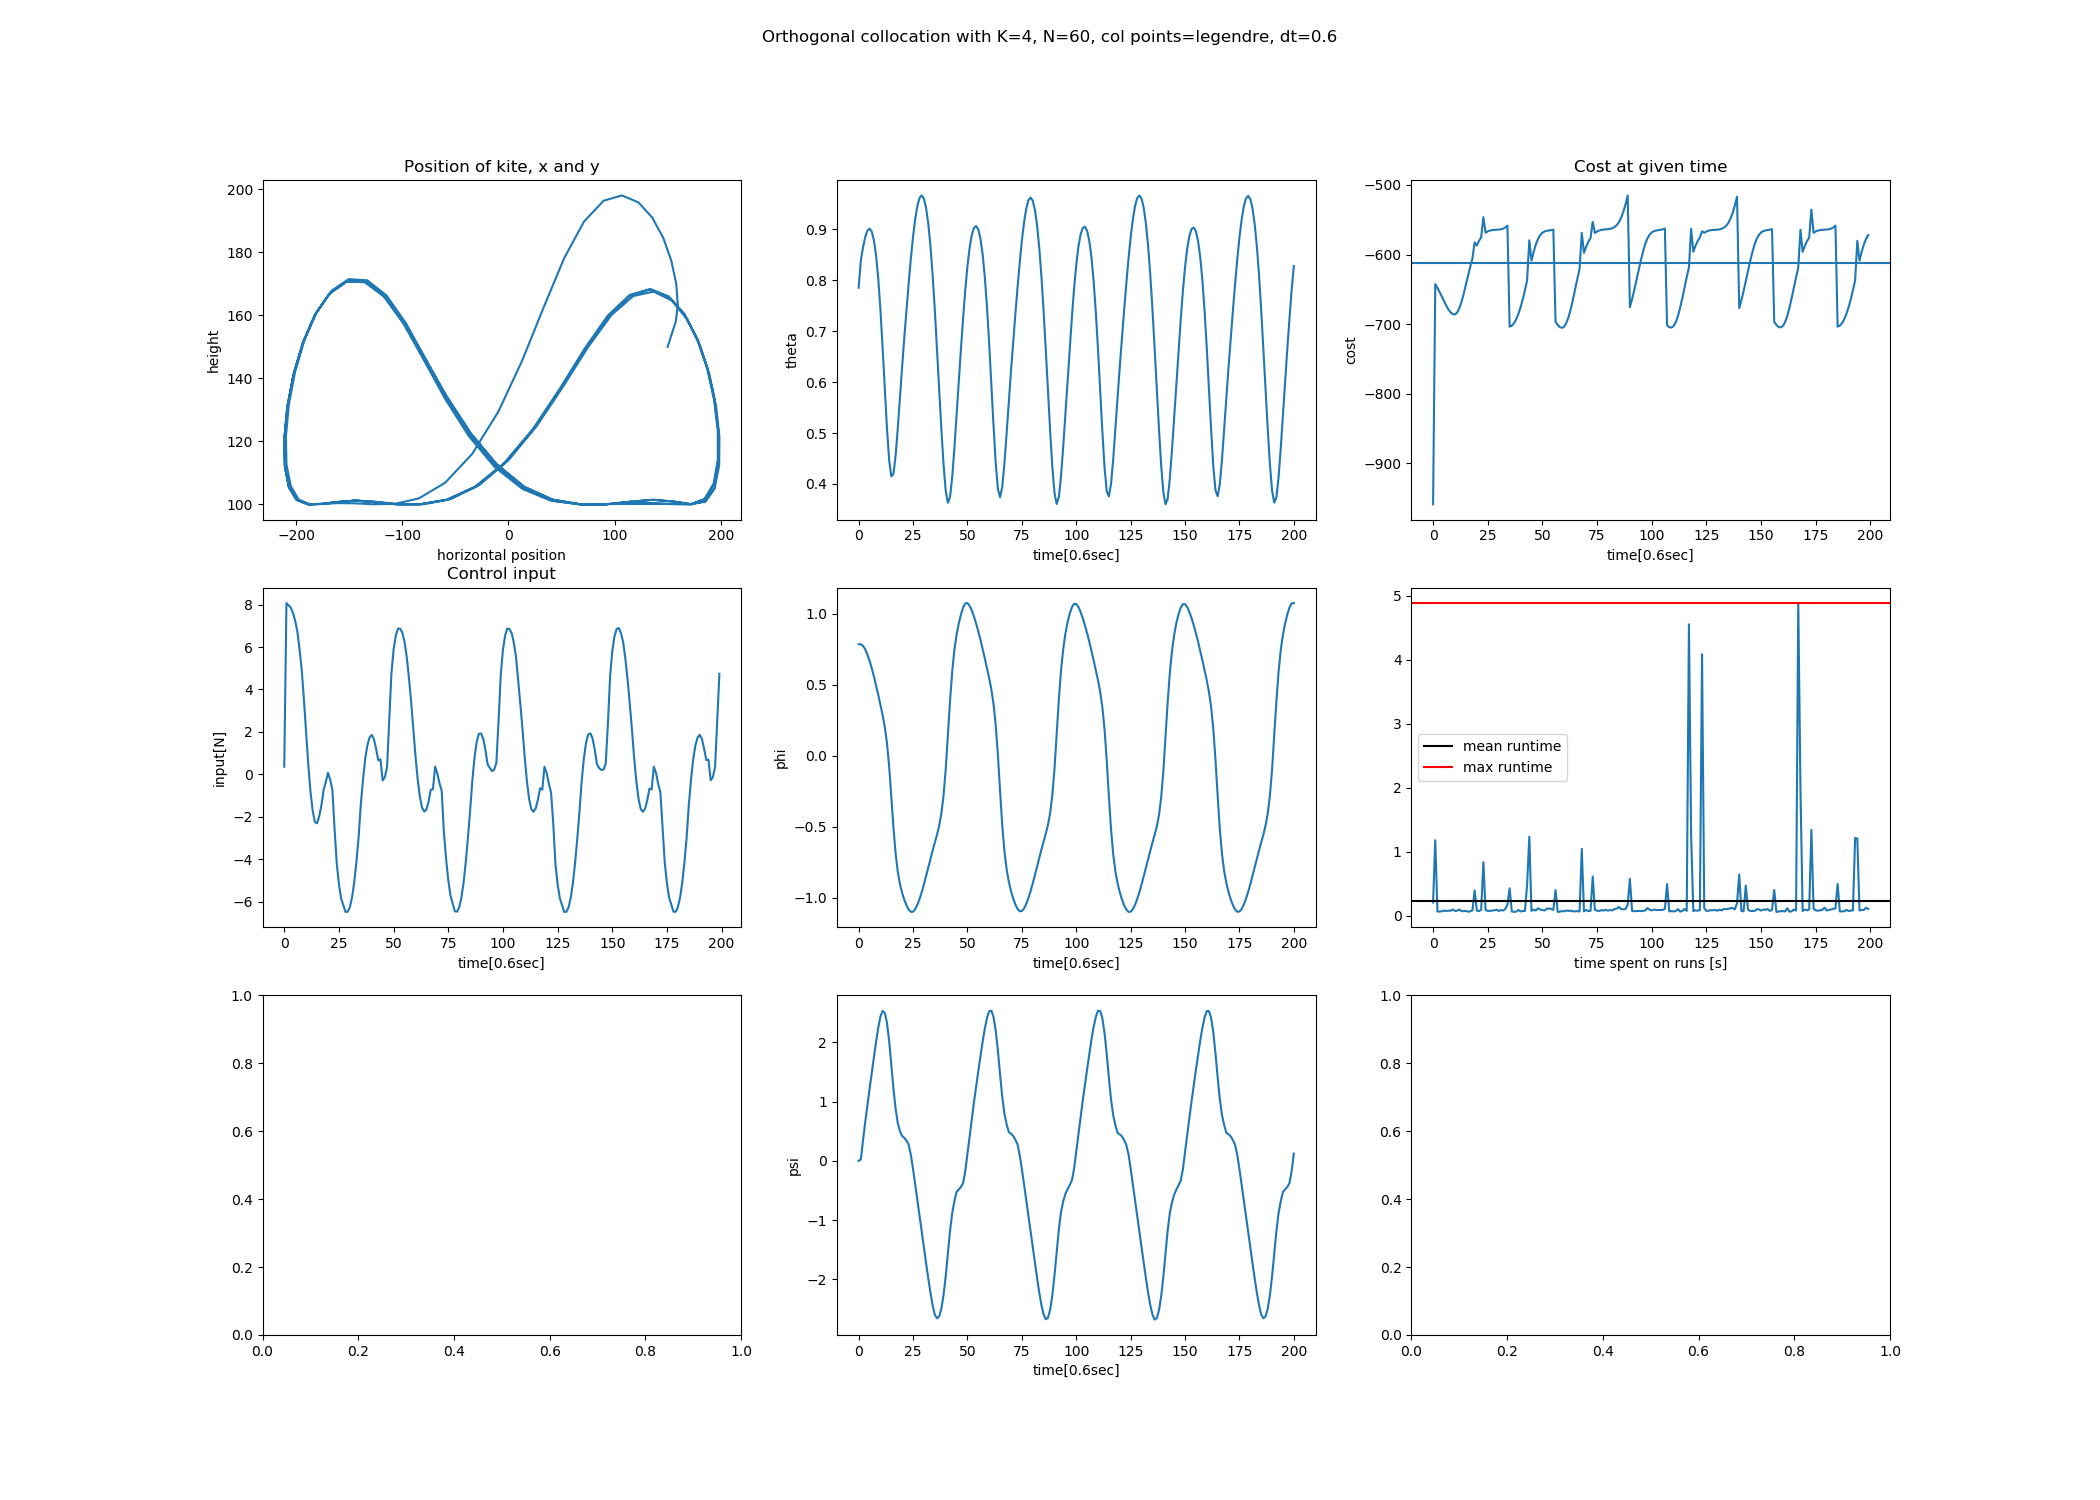 Orthogonal collocation with K=4, N=60, col points=legendre, dt=0.6
Position of kite, x and y
200
180
160
140
120
100
height
−200 −100 0 100 200
horizontal position
0.9
0.8
0.7
0.6
0.5
0.4
theta
0 25 50 75 100 125 150 175 200
time[0.6sec]
Cost at given time
−500
−600
−700
−800
−900
cost
0 25 50 75 100 125 150 175 200
time[0.6sec]
Control input
8
6
4
2
0
−2
−4
−6
input[N]
0 25 50 75 100 125 150 175 200
time[0.6sec]
1.0
0.5
0.0
−0.5
−1.0
phi
0 25 50 75 100 125 150 175 200
time[0.6sec]
5
4
3
2
1
0
mean runtime
max runtime
0 25 50 75 100 125 150 175 200
time spent on runs [s]
1.0
0.8
0.6
0.4
0.2
0.0
0.0 0.2 0.4 0.6 0.8 1.0
2
1
0
−1
−2
psi
0 25 50 75 100 125 150 175 200
time[0.6sec]
1.0
0.8
0.6
0.4
0.2
0.0
0.0 0.2 0.4 0.6 0.8 1.0